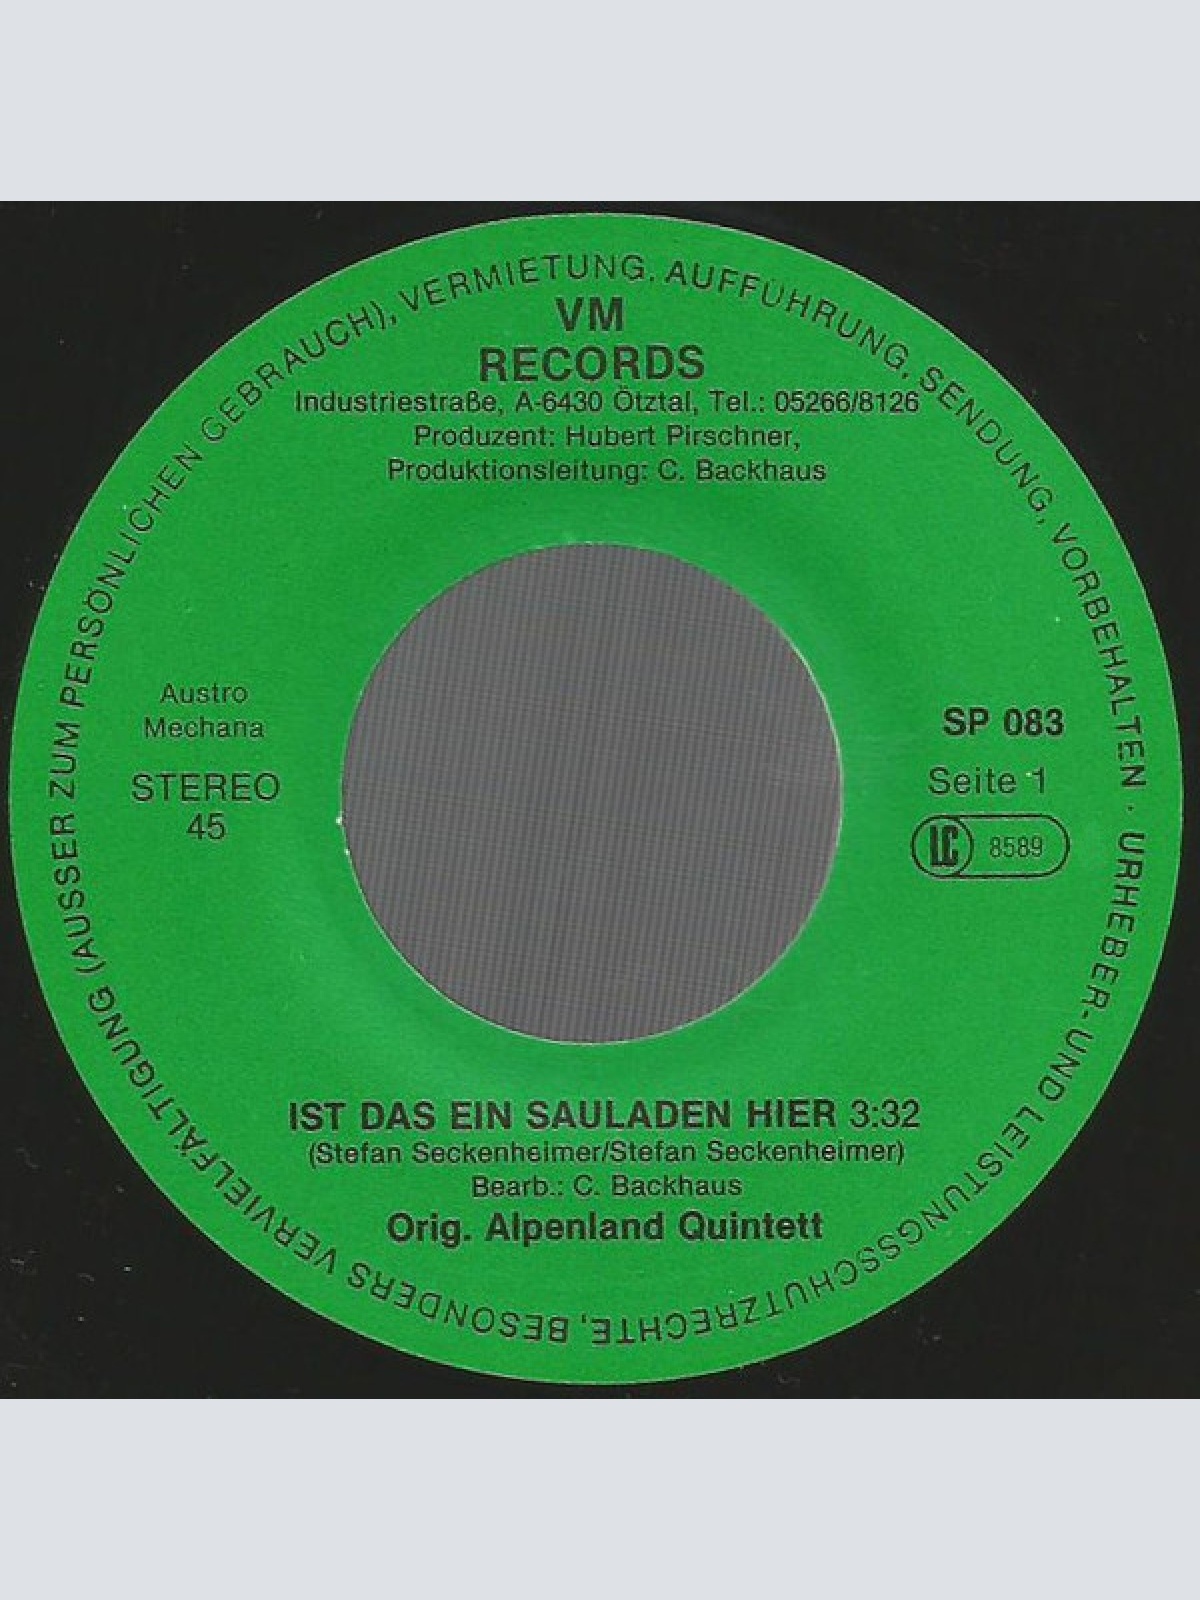 VM
RECORDS
Industriestraße, A-6430 Ötztal, Tel.: 05266/8126
Produzent: Hubert Pirschner,
Produktionsleitung: C. Backhaus
Austro
Mechana
STEREO
45
SP 083
Seite 1
LC 8589
IST DAS EIN SAULADEN HIER 3:32
(Stefan Seckenheimer/Stefan Seckenheimer)
Bearb.: C. Backhaus
Orig. Alpenland Quintett
URHEBER- UND LEISTUNGSSCHUTZRECHTE, BESONDERS VERVIELFÄLTIGUNG (AUSSER ZUM PERSÖNLICHEN GEBRAUCH), VERMIETUNG, AUFFÜHRUNG, SENDUNG, VORBEHALTEN ·